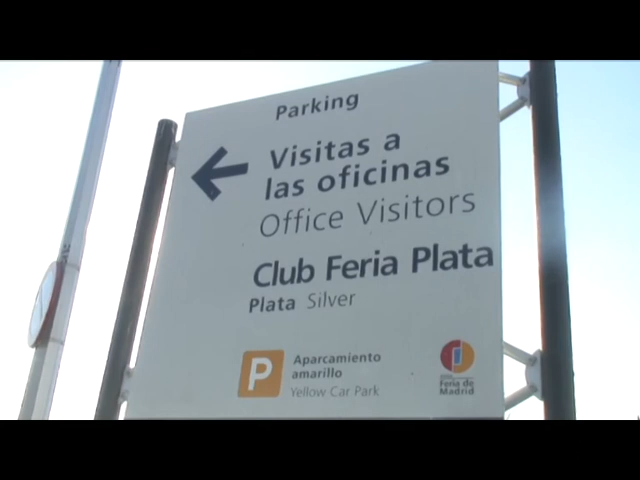 Parking
Visitas a
las oficinas
Office Visitors
Club Feria Plata
Plata Silver
P
Aparcamiento
amarillo
Yellow Car Park
Feria de
Madrid